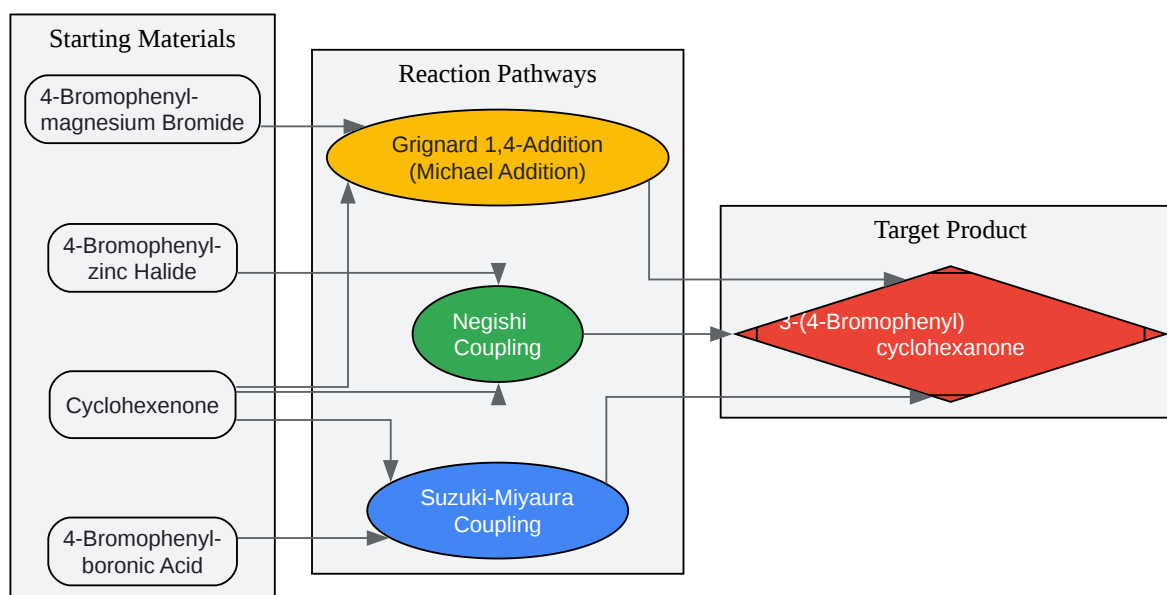 Starting Materials
4-Bromophenyl-
magnesium Bromide
4-Bromophenyl-
zinc Halide
Cyclohexenone
4-Bromophenyl-
boronic Acid
Reaction Pathways
Grignard 1,4-Addition
(Michael Addition)
Negishi
Coupling
Suzuki-Miyaura
Coupling
Target Product
3-(4-Bromophenyl)
cyclohexanone